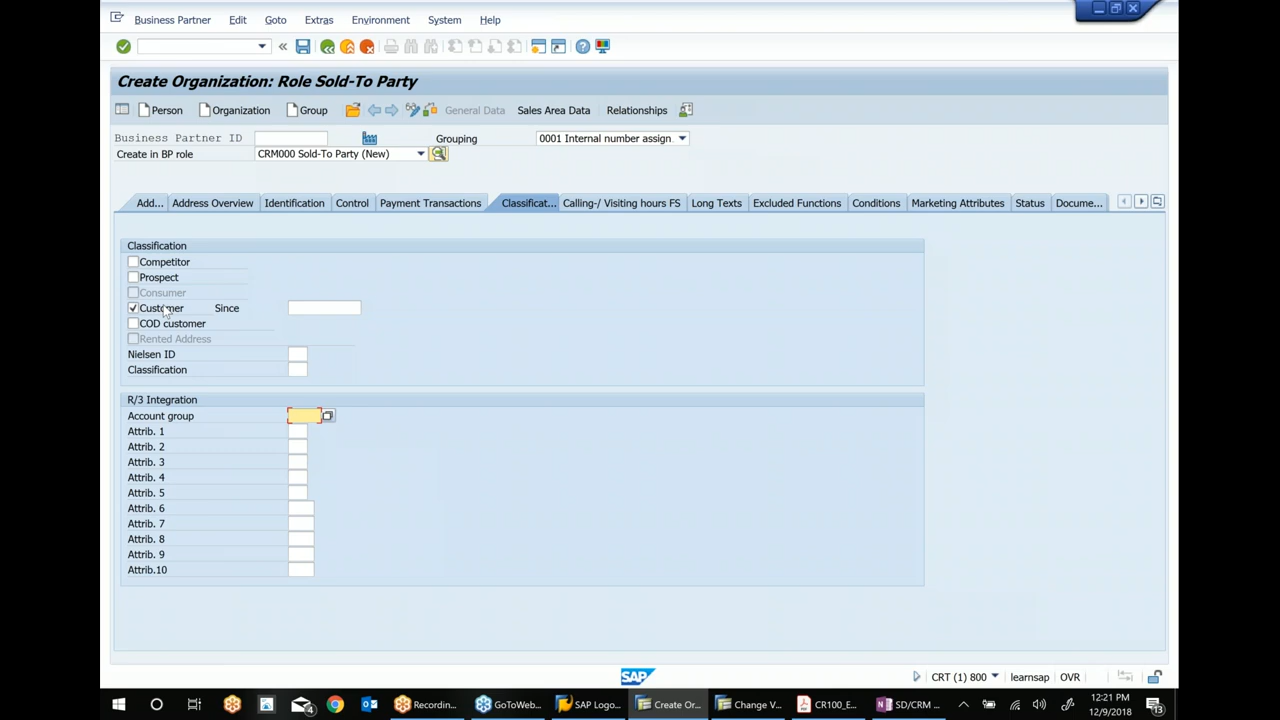 Business Partner Edit Goto Extras Environment System Help
Create Organization: Role Sold-To Party
Person Organization Group General Data Sales Area Data Relationships
Business Partner ID Grouping 0001 Internal number assign.
Create in BP role CRM000 Sold-To Party (New)
Add... Address Overview Identification Control Payment Transactions Classificat... Calling-/ Visiting hours FS Long Texts Excluded Functions Conditions Marketing Attributes Status Docume...
Classification
Competitor
Prospect
Consumer
Customer Since
COD customer
Rented Address
Nielsen ID
Classification
R/3 Integration
Account group
Attrib. 1
Attrib. 2
Attrib. 3
Attrib. 4
Attrib. 5
Attrib. 6
Attrib. 7
Attrib. 8
Attrib. 9
Attrib.10
SAP CRT (1) 800 learnsap OVR
4 Recordin... GoToWeb... SAP Logo... Create Or... Change V... CR100_E... SD/CRM ... 12:21 PM
12/9/2018 13